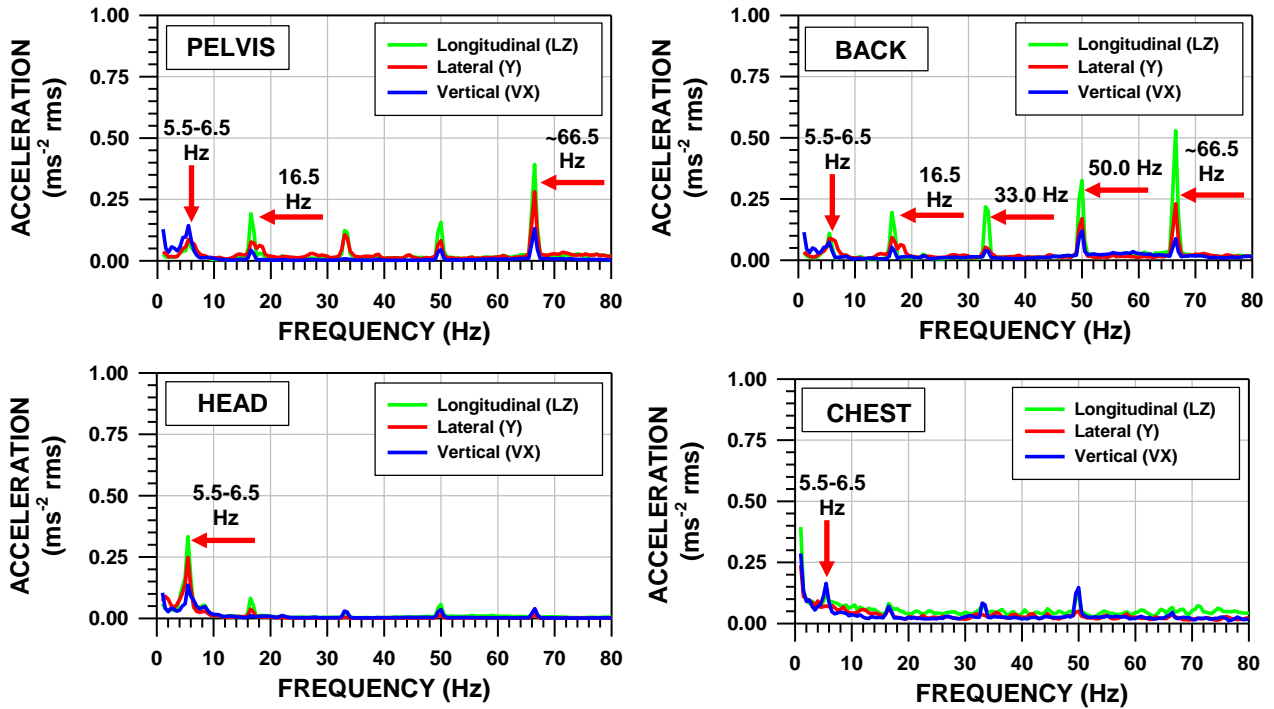 PELVIS
1.00
0.75
0.50
0.25
0.00
ACCELERATION
(ms-2 rms)
Longitudinal (LZ)
Lateral (Y)
Vertical (VX)
5.5-6.5
Hz
16.5
Hz
~66.5
Hz
0 10 20 30 40 50 60 70 80
FREQUENCY (Hz)
BACK
1.00
0.75
0.50
0.25
0.00
ACCELERATION
(ms-2 rms)
Longitudinal (LZ)
Lateral (Y)
Vertical (VX)
5.5-6.5
Hz
16.5
Hz
33.0 Hz
50.0 Hz
~66.5
Hz
0 10 20 30 40 50 60 70 80
FREQUENCY (Hz)
HEAD
1.00
0.75
0.50
0.25
0.00
ACCELERATION
(ms-2 rms)
Longitudinal (LZ)
Lateral (Y)
Vertical (VX)
5.5-6.5
Hz
0 10 20 30 40 50 60 70 80
FREQUENCY (Hz)
CHEST
1.00
0.75
0.50
0.25
0.00
ACCELERATION
(ms-2 rms)
Longitudinal (LZ)
Lateral (Y)
Vertical (VX)
5.5-6.5
Hz
0 10 20 30 40 50 60 70 80
FREQUENCY (Hz)